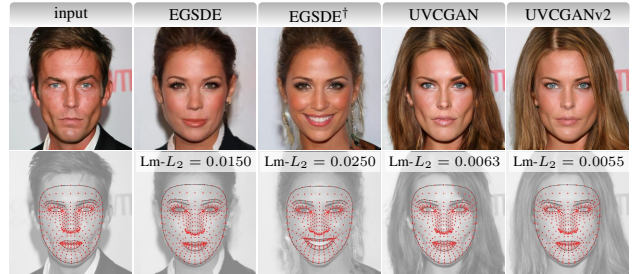 input EGSDE EGSDE† UVCGAN UVCGANv2
Lm-L₂ = 0.0150 Lm-L₂ = 0.0250 Lm-L₂ = 0.0063 Lm-L₂ = 0.0055